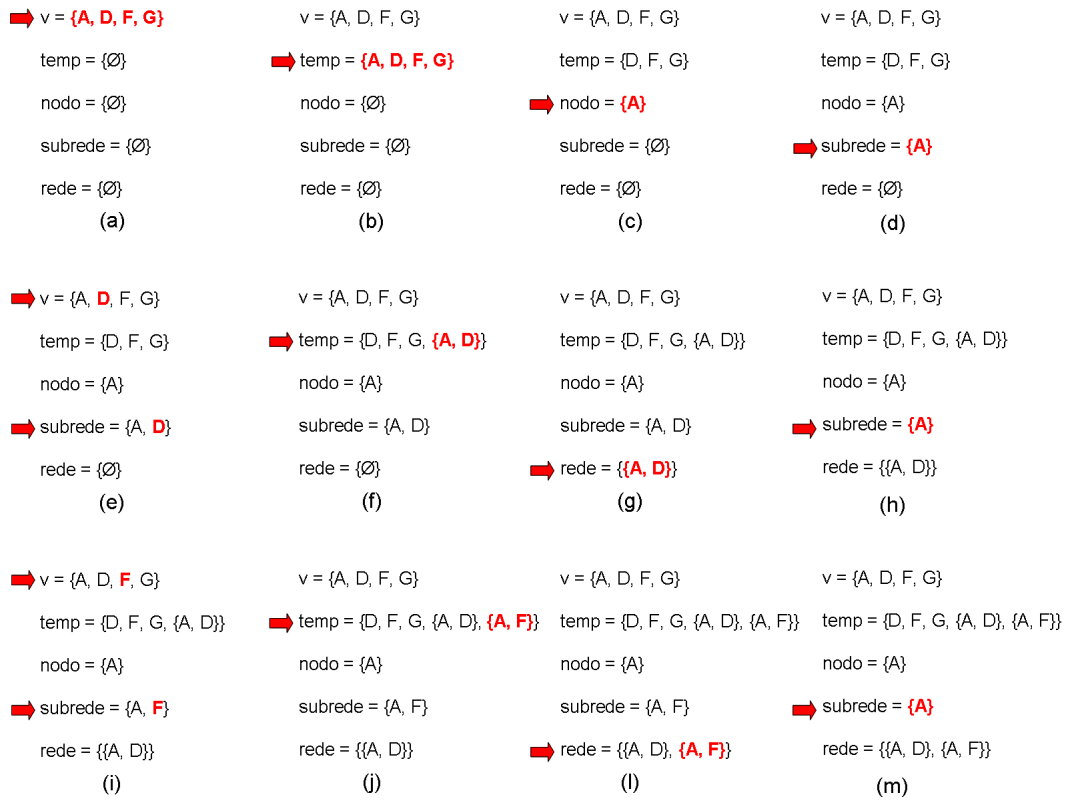 v = {A, D, F, G}
temp = {Ø}
nodo = {Ø}
subrede = {Ø}
rede = {Ø}
(a)
v = {A, D, F, G}
temp = {A, D, F, G}
nodo = {Ø}
subrede = {Ø}
rede = {Ø}
(b)
v = {A, D, F, G}
temp = {D, F, G}
nodo = {A}
subrede = {Ø}
rede = {Ø}
(c)
v = {A, D, F, G}
temp = {D, F, G}
nodo = {A}
subrede = {A}
rede = {Ø}
(d)
v = {A, D, F, G}
temp = {D, F, G}
nodo = {A}
subrede = {A, D}
rede = {Ø}
(e)
v = {A, D, F, G}
temp = {D, F, G, {A, D}}
nodo = {A}
subrede = {A, D}
rede = {Ø}
(f)
v = {A, D, F, G}
temp = {D, F, G, {A, D}}
nodo = {A}
subrede = {A, D}
rede = {{A, D}}
(g)
v = {A, D, F, G}
temp = {D, F, G, {A, D}}
nodo = {A}
subrede = {A}
rede = {{A, D}}
(h)
v = {A, D, F, G}
temp = {D, F, G, {A, D}}
nodo = {A}
subrede = {A, F}
rede = {{A, D}}
(i)
v = {A, D, F, G}
temp = {D, F, G, {A, D}, {A, F}}
nodo = {A}
subrede = {A, F}
rede = {{A, D}}
(j)
v = {A, D, F, G}
temp = {D, F, G, {A, D}, {A, F}}
nodo = {A}
subrede = {A, F}
rede = {{A, D}, {A, F}}
(l)
v = {A, D, F, G}
temp = {D, F, G, {A, D}, {A, F}}
nodo = {A}
subrede = {A}
rede = {{A, D}, {A, F}}
(m)